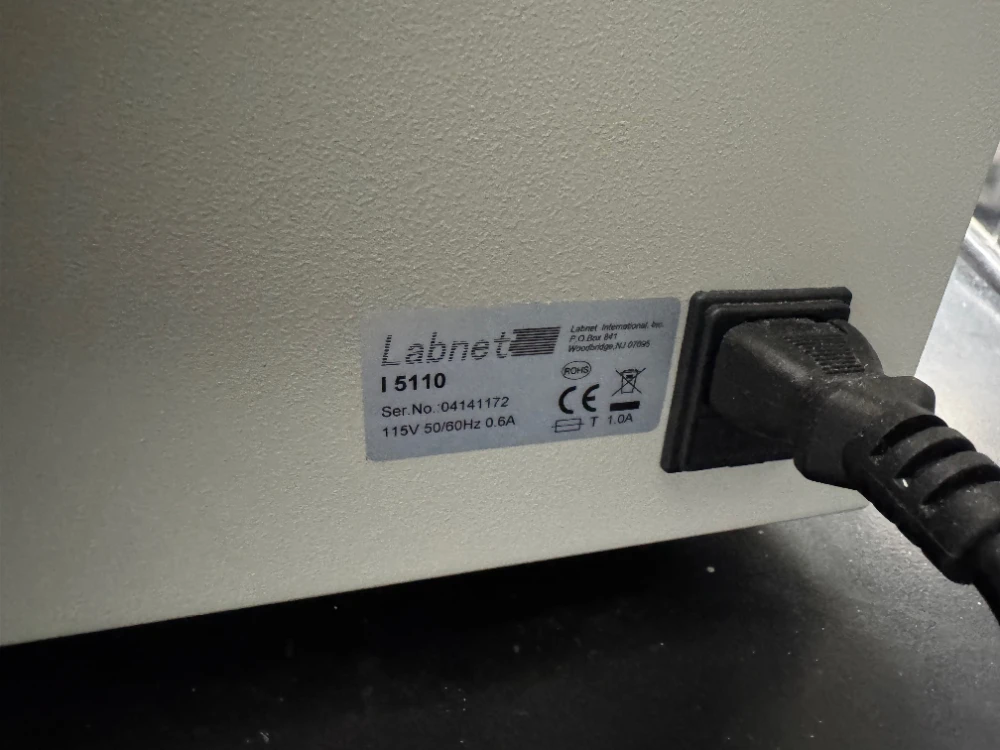 Labnet
Labnet International, Inc.
P.O.Box 841
Woodbridge,NJ 07095
I 5110
ROHS
CE
Ser.No.:04141172
115V 50/60Hz 0.6A
T 1.0A